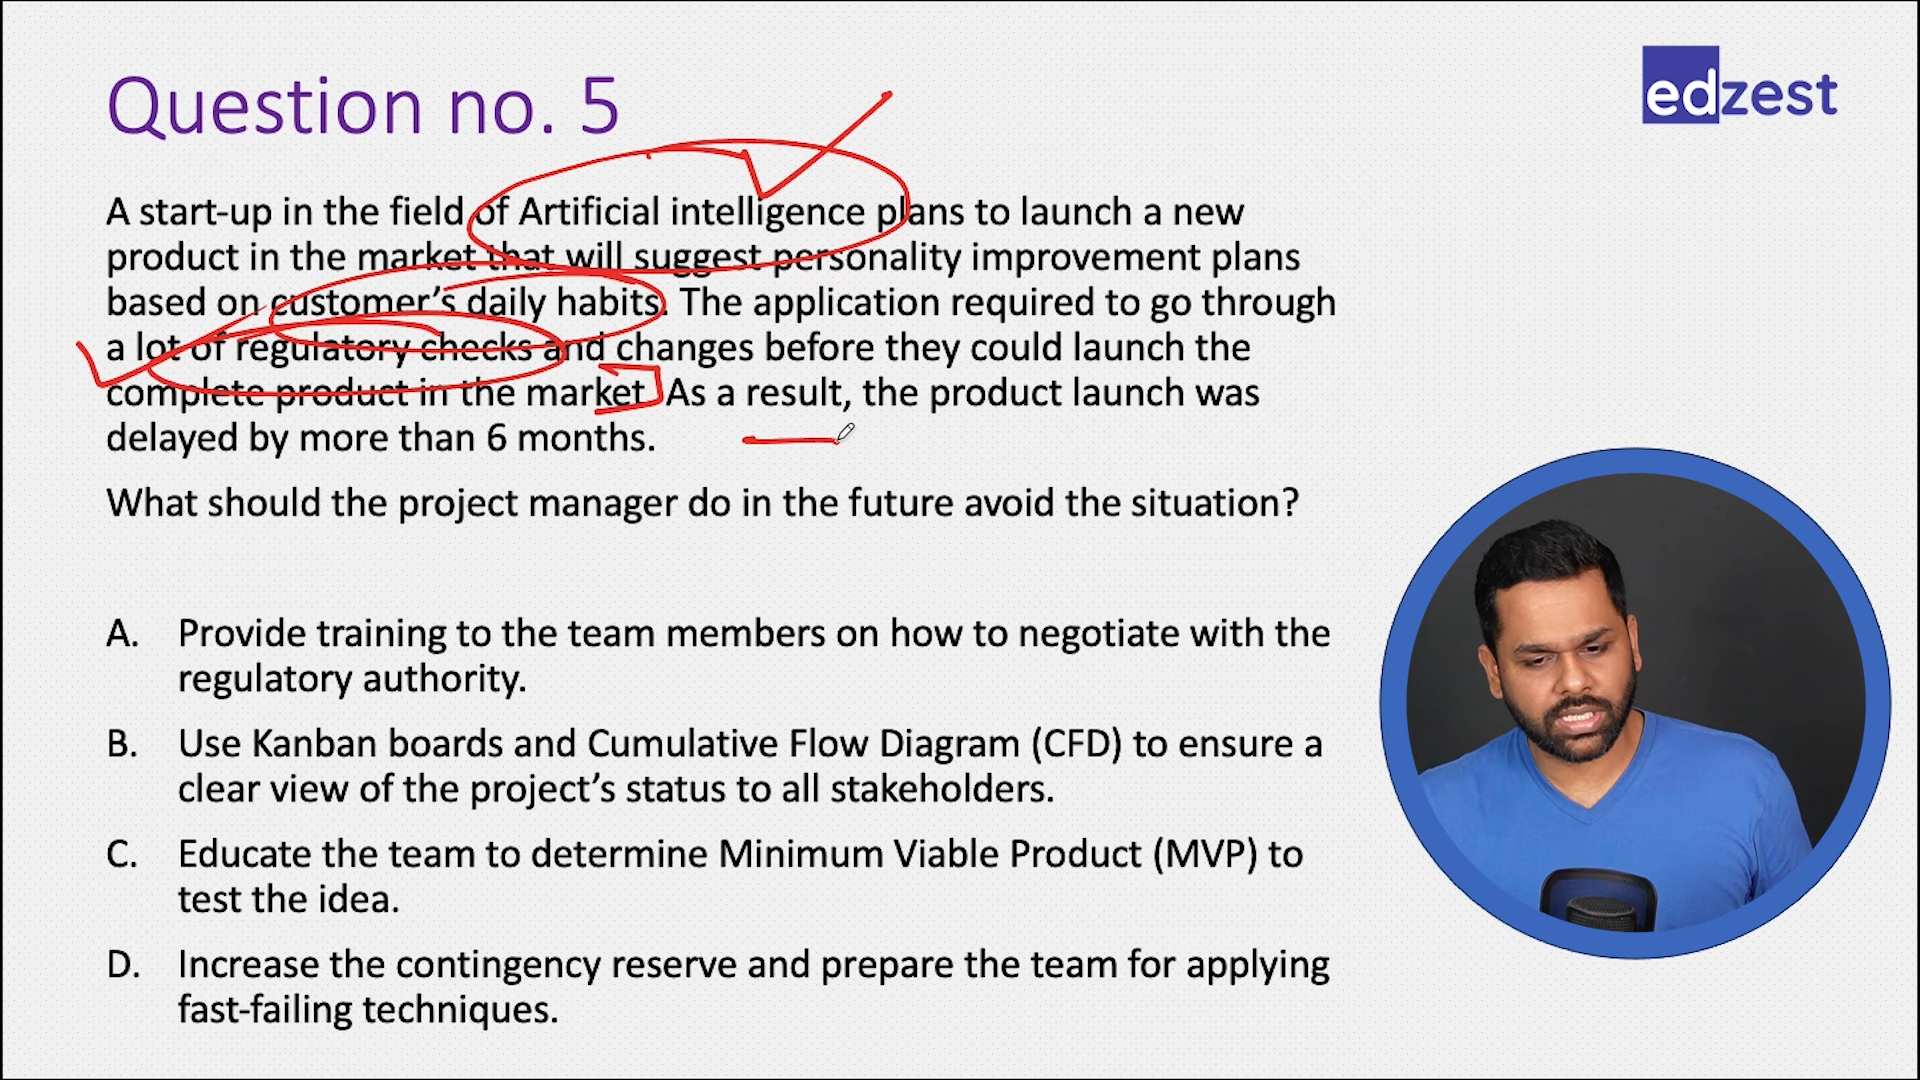 Question no. 5
edzest
A start-up in the field of Artificial intelligence plans to launch a new
product in the market that will suggest personality improvement plans
based on customer’s daily habits. The application required to go through
a lot of regulatory checks and changes before they could launch the
complete product in the market. As a result, the product launch was
delayed by more than 6 months.
What should the project manager do in the future avoid the situation?
A. Provide training to the team members on how to negotiate with the
regulatory authority.
B. Use Kanban boards and Cumulative Flow Diagram (CFD) to ensure a
clear view of the project’s status to all stakeholders.
C. Educate the team to determine Minimum Viable Product (MVP) to
test the idea.
D. Increase the contingency reserve and prepare the team for applying
fast-failing techniques.